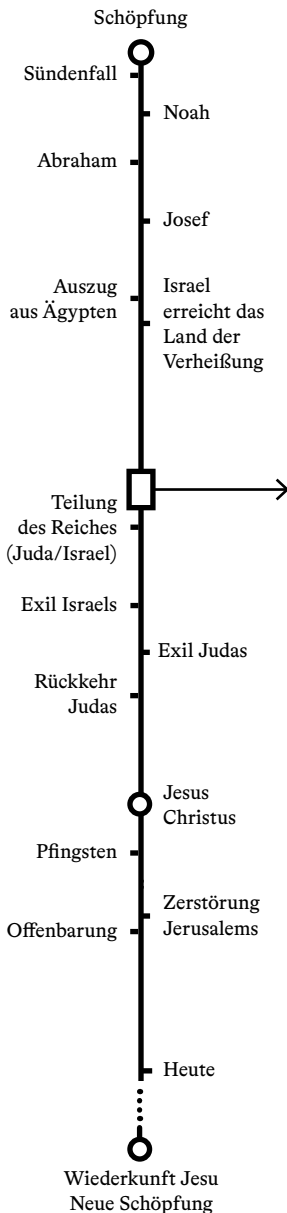 Schöpfung
Sündenfall
Noah
Abraham
Josef
Auszug
aus Ägypten
Israel
erreicht das
Land der
Verheißung
Teilung
des Reiches
(Juda/Israel)
Exil Israels
Exil Judas
Rückkehr
Judas
Jesus
Christus
Pfingsten
Zerstörung
Jerusalems
Offenbarung
Heute
Wiederkunft Jesu
Neue Schöpfung